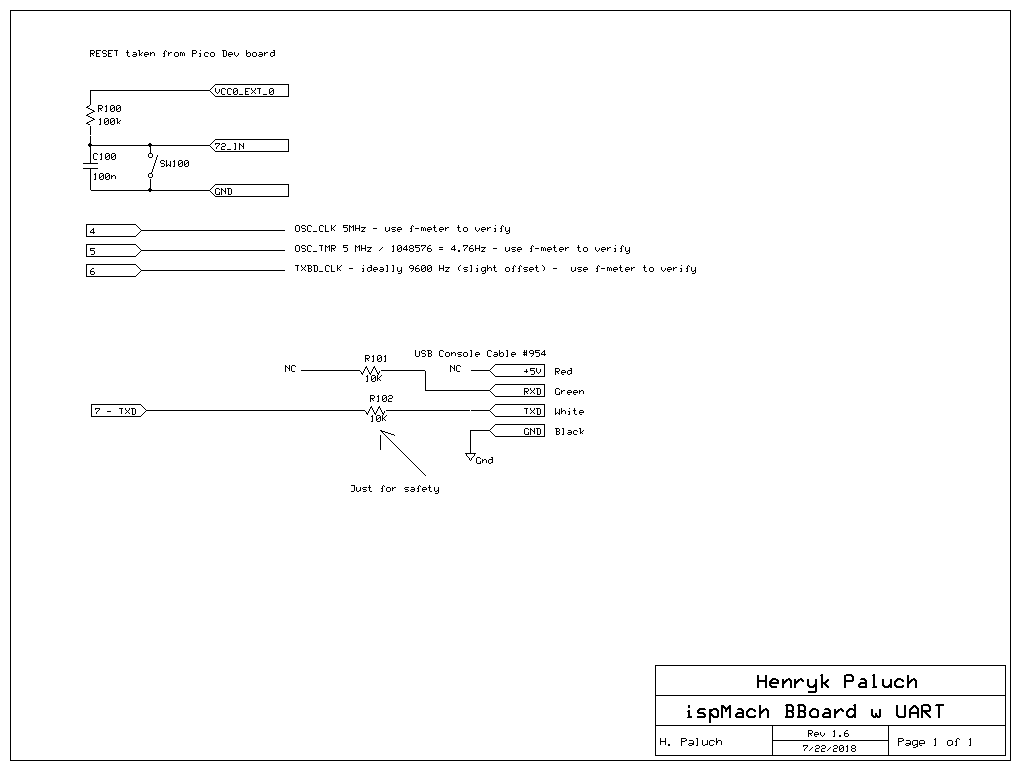 RESET taken from Pico Dev board
VCCO_EXT_0
R100
100k
72_IN
C100
SW100
100n
GND
4 OSC_CLK 5MHz - use f-meter to verify
5 OSC_TMR 5 MHz / 1048576 = 4.76Hz - use f-meter to verify
6 TXBD_CLK - ideally 9600 Hz (slight offset) - use f-meter to verify
USB Console Cable #954
R101
NC
NC
+5V Red
10K
RXD Green
R102
7 - TXD
TXD White
10K
GND Black
Gnd
Just for safety
Henryk Paluch
ispMach BBoard w UART
H. Paluch
Rev 1.6
7/22/2018
Page 1 of 1